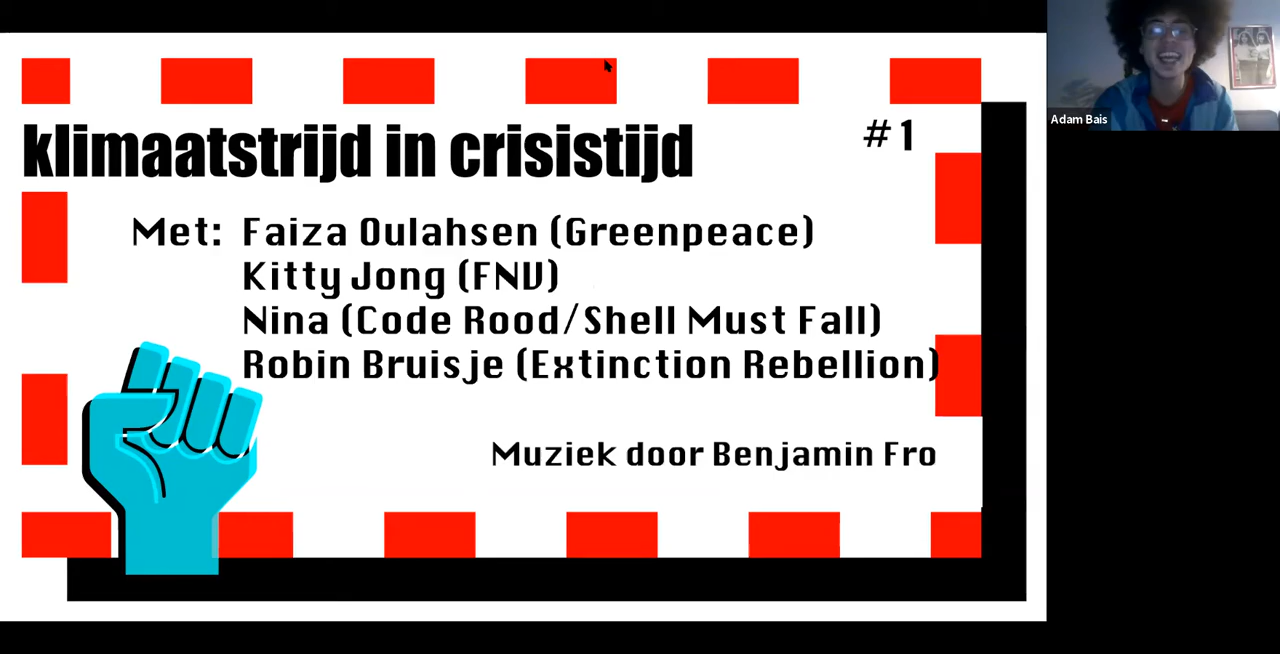 klimaatstrijd in crisistijd
#1
Met: Faiza Oulahsen (Greenpeace)
Kitty Jong (FNV)
Nina (Code Rood/Shell Must Fall)
Robin Bruisje (Extinction Rebellion)
Muziek door Benjamin Fro
Adam Bais